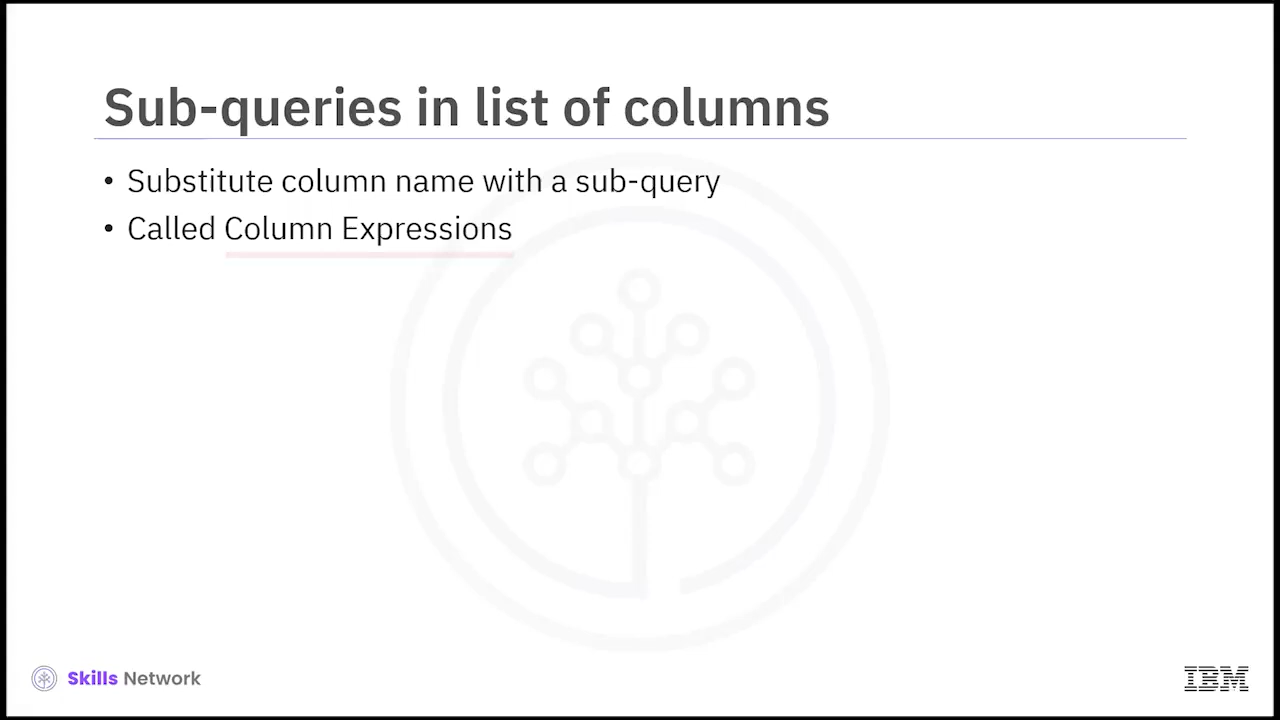 Sub-queries in list of columns
• Substitute column name with a sub-query
• Called Column Expressions
Skills Network
IBM